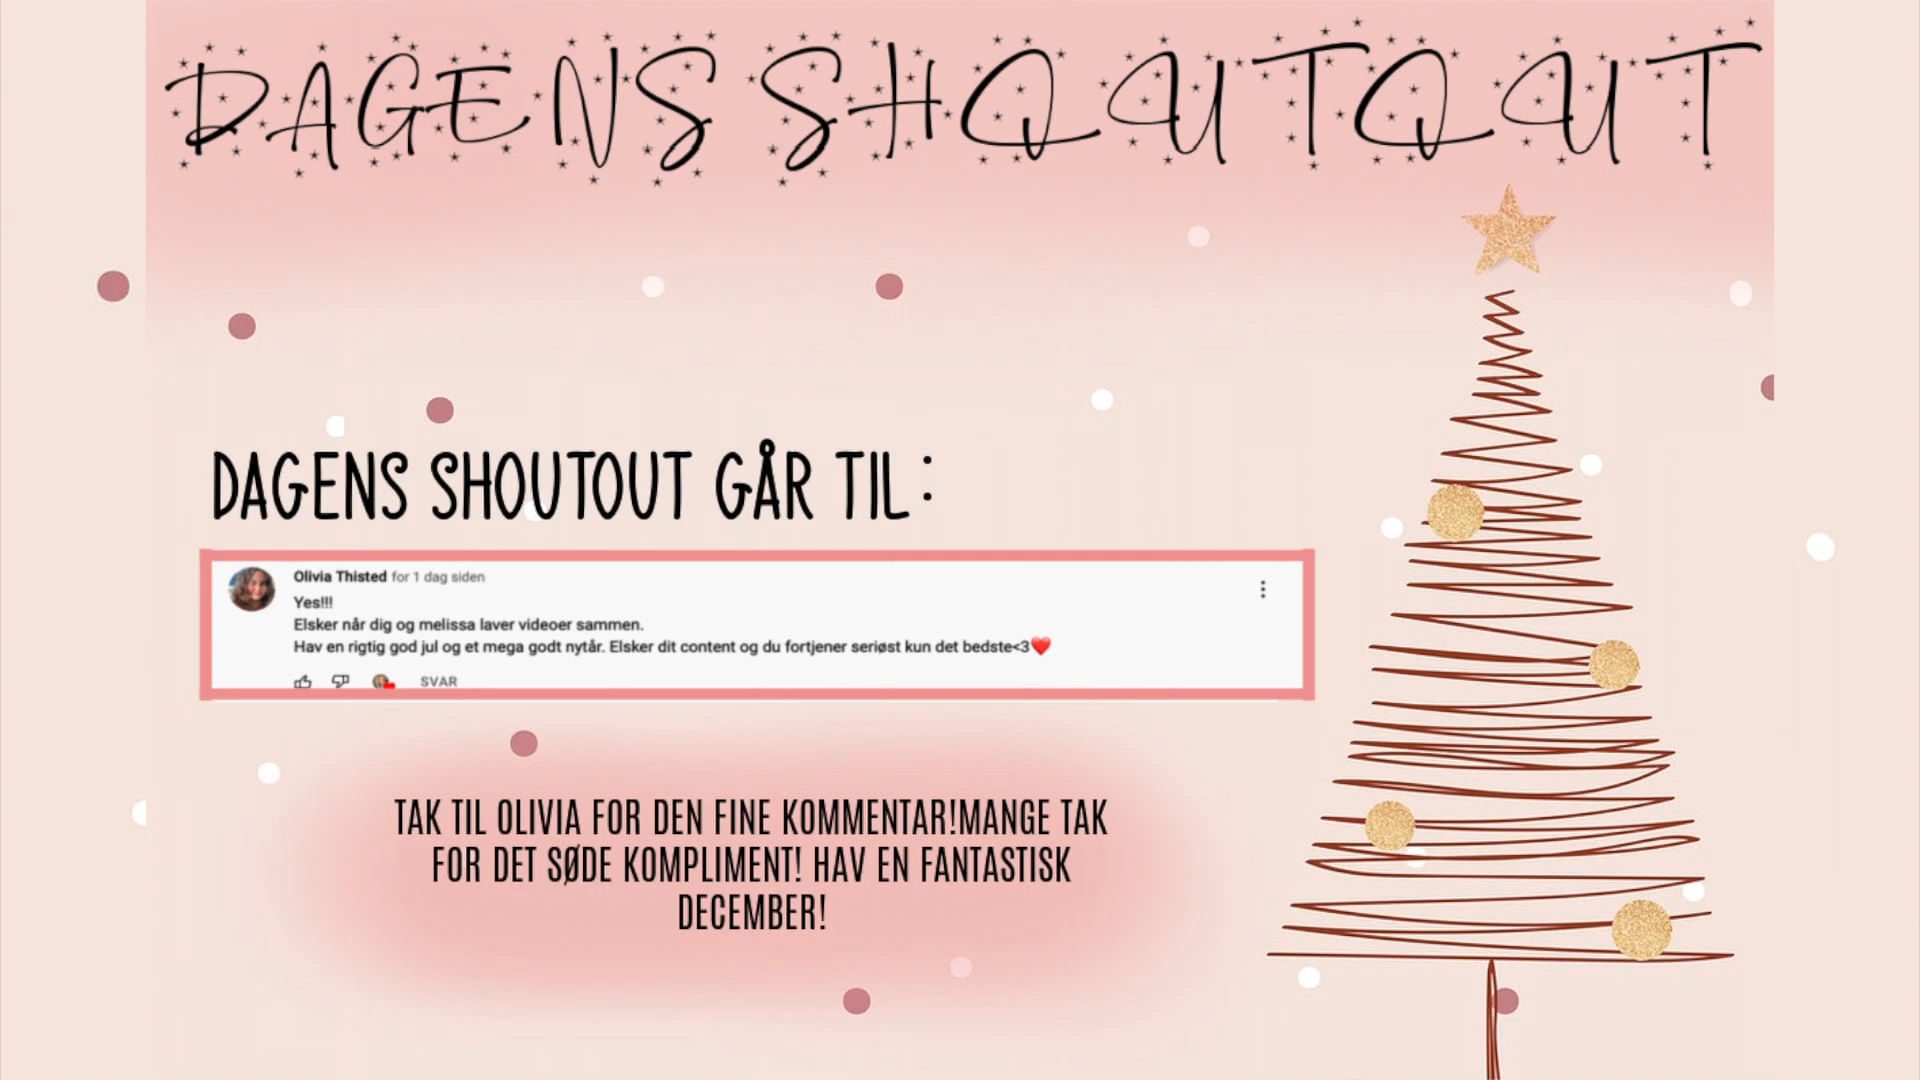 DAGENS SHOUTOUT
DAGENS SHOUTOUT GÅR TIL:
Olivia Thisted for 1 dag siden
Yes!!!
Elsker når dig og melissa laver videoer sammen.
Hav en rigtig god jul og et mega godt nytår. Elsker dit content og du fortjener seriøst kun det bedste<3❤️
SVAR
TAK TIL OLIVIA FOR DEN FINE KOMMENTAR!MANGE TAK
FOR DET SØDE KOMPLIMENT! HAV EN FANTASTISK
DECEMBER!